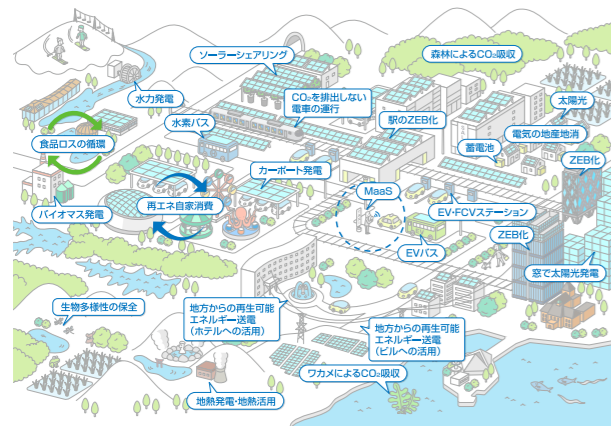 ソーラーシェアリング
森林によるCO₂吸収
水力発電
CO₂を排出しない
電車の運行
太陽光
水素バス
駅のZEB化
電気の地産地消
食品ロスの循環
蓄電池
ZEB化
カーポート発電
MaaS
バイオマス発電
再エネ自家消費
EV・FCVステーション
ZEB化
EVバス
窓で太陽光発電
生物多様性の保全
地方からの再生可能
エネルギー送電
（ホテルへの活用）
地方からの再生可能
エネルギー送電
（ビルへの活用）
ワカメによるCO₂吸収
地熱発電・地熱活用